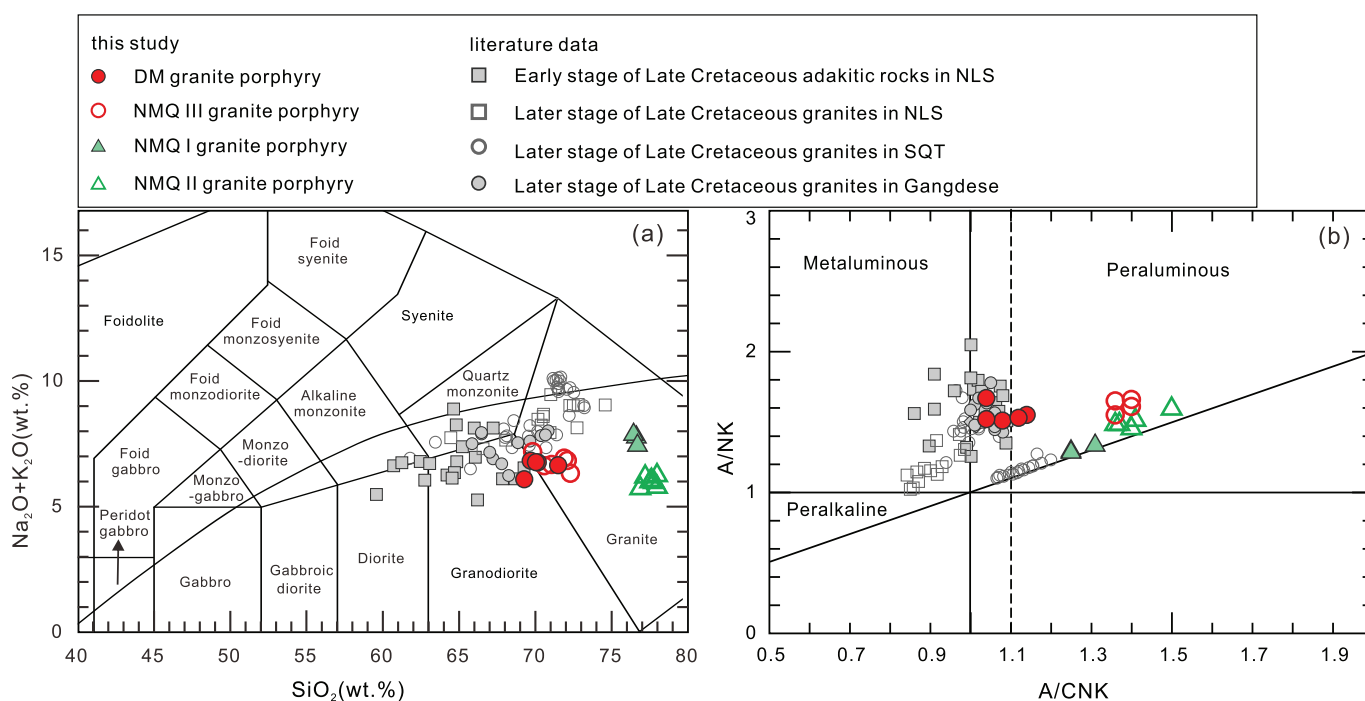 this study
literature data
DM granite porphyry
Early stage of Late Cretaceous adakitic rocks in NLS
NMQ III granite porphyry
Later stage of Late Cretaceous granites in NLS
NMQ I granite porphyry
Later stage of Late Cretaceous granites in SQT
NMQ II granite porphyry
Later stage of Late Cretaceous granites in Gangdese
(a)
15
10
5
0
Na₂O+K₂O(wt.%)
Foid
syenite
Foidolite
Syenite
Foid
monzosyenite
Foid
monzodiorite
Alkaline
monzonite
Quartz
monzonite
Foid
gabbro
Monzo
-diorite
Monzo
-gabbro
Peridot
gabbro
Gabbro
Gabbroic
diorite
Diorite
Granodiorite
Granite
40
45
50
55
60
65
70
75
80
SiO₂(wt.%)
(b)
3
2
1
0
A/NK
Metaluminous
Peraluminous
Peralkaline
0.5
0.7
0.9
1.1
1.3
1.5
1.7
1.9
A/CNK